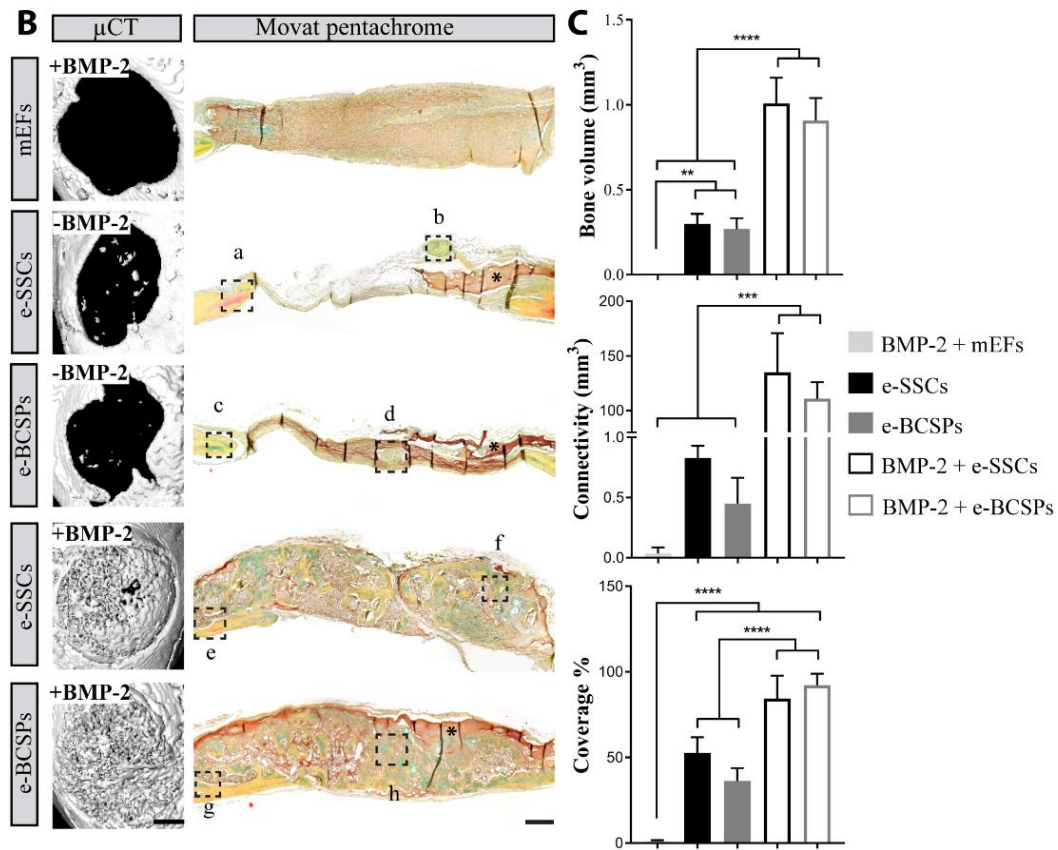 B
µCT
Movat pentachrome
mEFs
+BMP-2
e-SSCs
-BMP-2
a
b
*
e-BCSPs
-BMP-2
c
d
*
e-SSCs
+BMP-2
e
f
e-BCSPs
+BMP-2
g
h
*
C
Bone volume (mm³)
1.5
1.0
0.5
0.0
****
**
Connectivity (mm³)
200
150
100
1.0
0.5
0.0
***
BMP-2 + mEFs
e-SSCs
e-BCSPs
BMP-2 + e-SSCs
BMP-2 + e-BCSPs
Coverage %
150
100
50
0
****
****